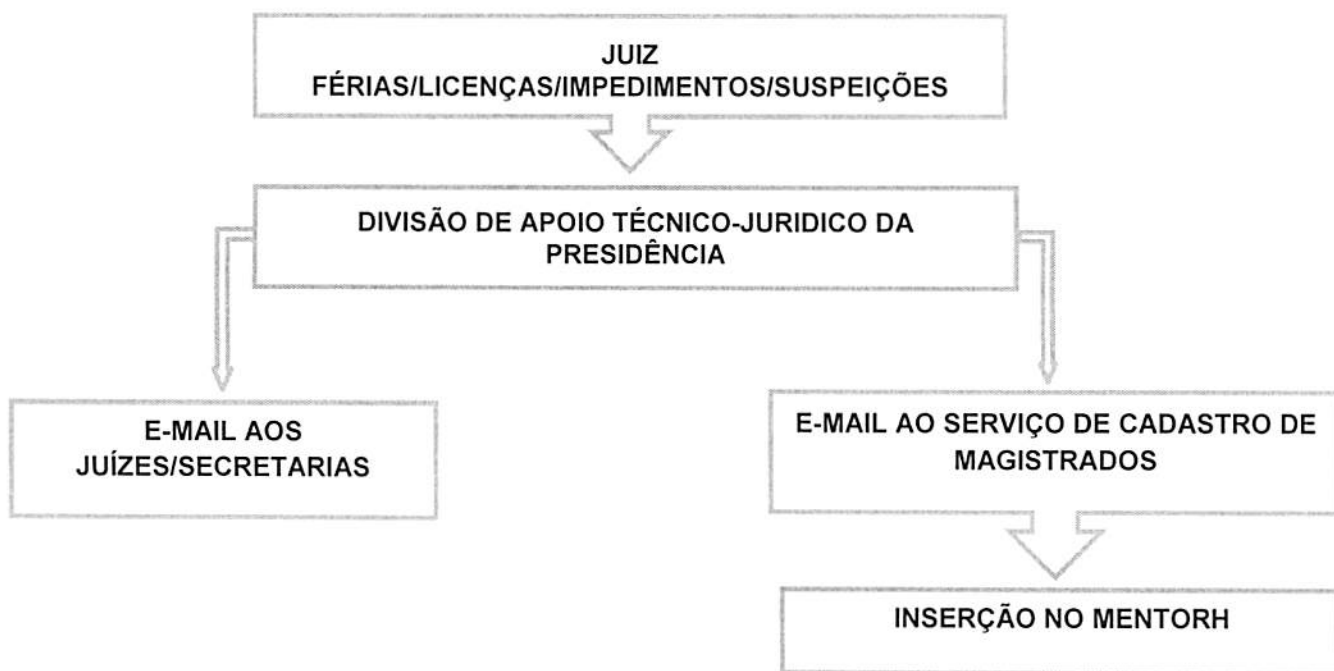 JUIZ
FÉRIAS/LICENÇAS/IMPEDIMENTOS/SUSPEIÇÕES
DIVISÃO DE APOIO TÉCNICO-JURIDICO DA
PRESIDÊNCIA
E-MAIL AOS
JUÍZES/SECRETARIAS
E-MAIL AO SERVIÇO DE CADASTRO DE
MAGISTRADOS
INSERÇÃO NO MENTORH